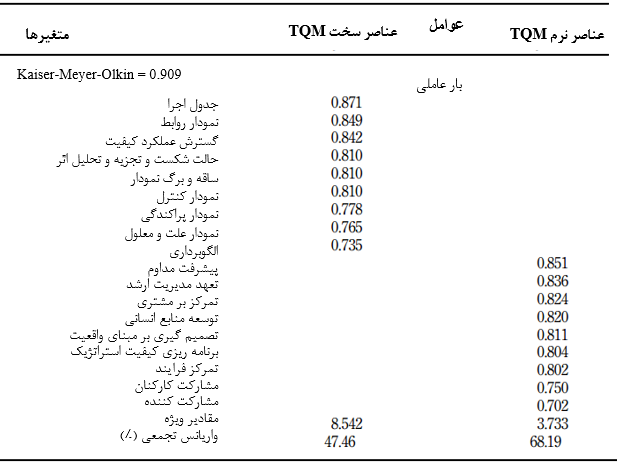 متغیرها عناصر سخت TQM عوامل عناصر نرم TQM
Kaiser-Meyer-Olkin = 0.909
بار عاملی
جدول اجرا 0.871
نمودار روابط 0.849
گسترش عملکرد کیفیت 0.842
حالت شکست و تجزیه و تحلیل اثر 0.810
ساقه و برگ نمودار 0.810
نمودار کنترل 0.810
نمودار پراکندگی 0.778
نمودار علت و معلول 0.765
الگوبرداری 0.735
پیشرفت مداوم 0.851
تعهد مدیریت ارشد 0.836
تمرکز بر مشتری 0.824
توسعه منابع انسانی 0.820
تصمیم گیری بر مبنای واقعیت 0.811
برنامه ریزی کیفیت استراتژیک 0.804
تمرکز فرایند 0.802
مشارکت کارکنان 0.750
مشارکت کننده 0.702
مقادیر ویژه 8.542 3.733
واریانس تجمعی (٪) 47.46 68.19